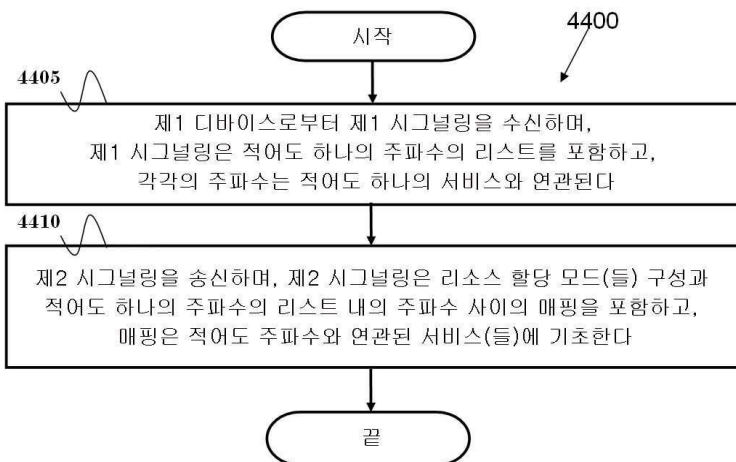 시작
4400
4405
제1 디바이스로부터 제1 시그널링을 수신하며,
제1 시그널링은 적어도 하나의 주파수의 리스트를 포함하고,
각각의 주파수는 적어도 하나의 서비스와 연관된다
4410
제2 시그널링을 송신하며, 제2 시그널링은 리소스 할당 모드(들) 구성과
적어도 하나의 주파수의 리스트 내의 주파수 사이의 매핑을 포함하고,
매핑은 적어도 주파수와 연관된 서비스(들)에 기초한다
끝